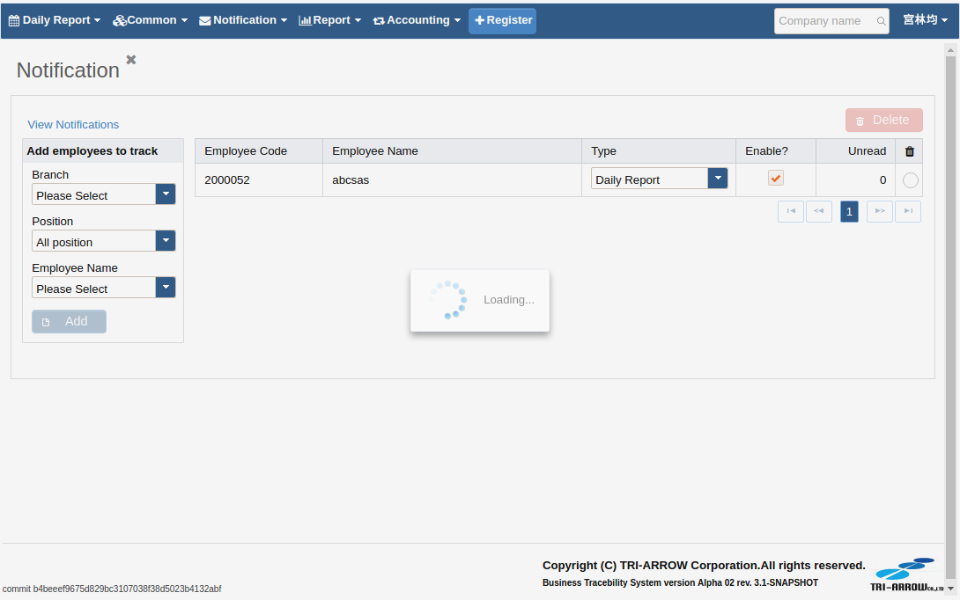 Daily Report Common Notification Report Accounting Register Company name 宮林均
Notification
View Notifications
Delete
Add employees to track
Employee Code Employee Name Type Enable? Unread
Branch
Please Select
2000052 abcsas Daily Report 0
Position
All position
1
Employee Name
Please Select
Loading...
Add
Copyright (C) TRI-ARROW Corporation.All rights reserved.
Business Tracebility System version Alpha 02 rev. 3.1-SNAPSHOT
TRI-ARROW CO.,LTD
commit b4beeef9675d829bc3107038f38d5023b4132abf